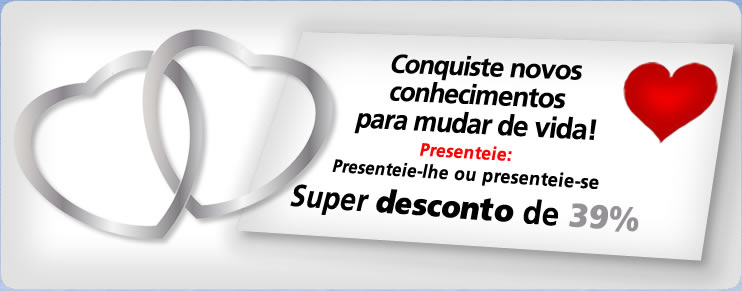 Conquiste novos
conhecimentos
para mudar de vida!
Presenteie:
Presenteie-lhe ou presenteie-se
Super desconto de 39%